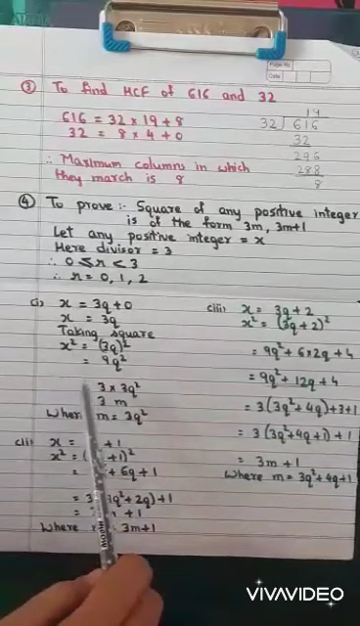 Page No.
Date
③ To find HCF of 616 and 32
616 = 32 x 19 + 8
32 = 8 x 4 + 0
∴ Maximum columns in which
they march is 8
19
32 ) 616
32
296
288
8
④ To prove :- Square of any positive integer
is of the form 3m, 3m+1
Let any positive integer = x
Here divisor = 3
∴ 0 ≤ r < 3
∴ r = 0, 1, 2
(i) x = 3q + 0
x = 3q
Taking square
x² = (3q)²
= 9q²
3 x 3q²
3 m
Where m = 3q²
(ii) x = + 1
x² = ( +1)²
= + 6q + 1
= 3 q² + 2q) + 1
= + 1
Where 3m+1
(iii) x = 3q + 2
x² = (3q + 2)²
= 9q² + 6x2q + 4
= 9q² + 12q + 4
= 3 (3q² + 4q) + 3 + 1
= 3 (3q² + 4q + 1) + 1
= 3m + 1
Where m = 3q² + 4q + 1
VIVAVIDEO